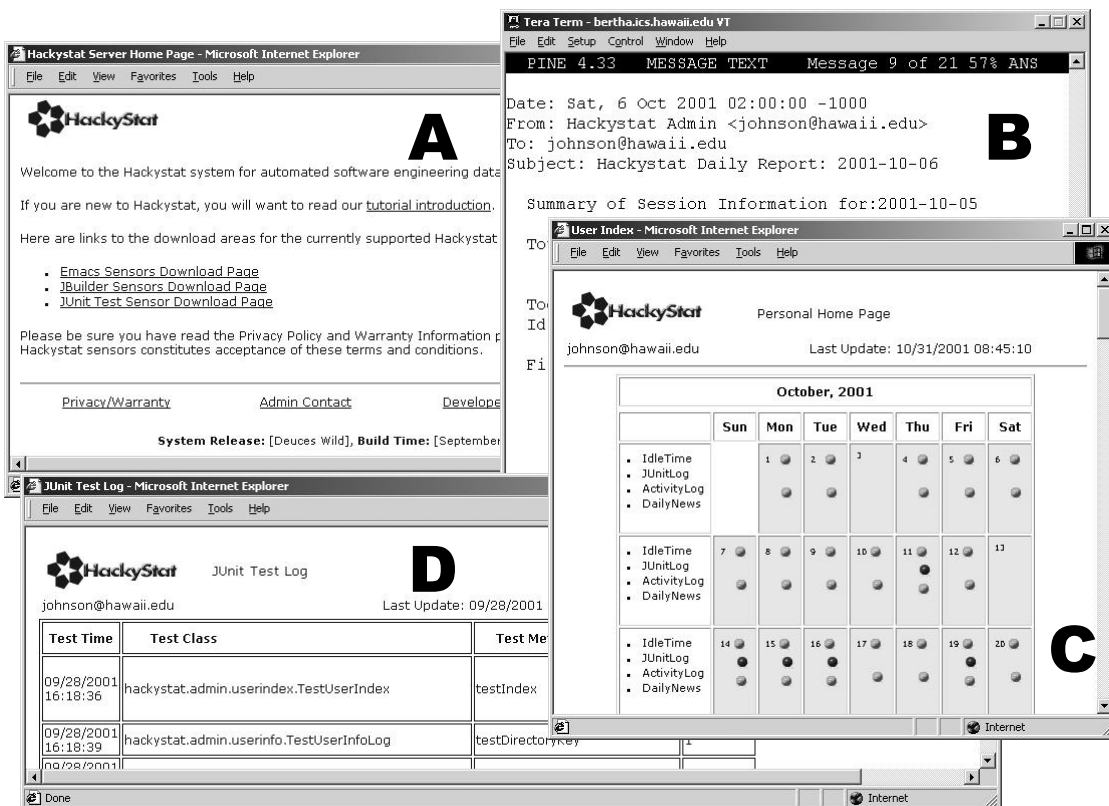 Hackystat Server Home Page - Microsoft Internet Explorer
File Edit View Favorites Tools Help
HackyStat
A
Welcome to the Hackystat system for automated software engineering data
If you are new to Hackystat, you will want to read our tutorial introduction.
Here are links to the download areas for the currently supported Hackystat
Emacs Sensors Download Page
JBuilder Sensors Download Page
JUnit Test Sensor Download Page
Please be sure you have read the Privacy Policy and Warranty Information p
Hackystat sensors constitutes acceptance of these terms and conditions.
Privacy/Warranty Admin Contact Develope
System Release: [Deuces Wild], Build Time: [September
Tera Term - bertha.ics.hawaii.edu VT
File Edit Setup Control Window Help
PINE 4.33 MESSAGE TEXT Message 9 of 21 57% ANS
Date: Sat, 6 Oct 2001 02:00:00 -1000
From: Hackystat Admin <johnson@hawaii.edu>
To: johnson@hawaii.edu
Subject: Hackystat Daily Report: 2001-10-06
B
Summary of Session Information for:2001-10-05
To
Too
Id
Fi
User Index - Microsoft Internet Explorer
File Edit View Favorites Tools Help
HackyStat Personal Home Page
johnson@hawaii.edu Last Update: 10/31/2001 08:45:10
October, 2001
Sun Mon Tue Wed Thu Fri Sat
IdleTime
JUnitLog
ActivityLog
DailyNews
1 2 3 4 5 6
IdleTime
JUnitLog
ActivityLog
DailyNews
7 8 9 10 11 12 13
IdleTime
JUnitLog
ActivityLog
DailyNews
14 15 16 17 18 19 20
C
Internet
JUnit Test Log - Microsoft Internet Explorer
File Edit View Favorites Tools Help
HackyStat JUnit Test Log
D
johnson@hawaii.edu Last Update: 09/28/2001
Test Time Test Class Test Me
09/28/2001
16:18:36
hackystat.admin.userindex.TestUserIndex testIndex
09/28/2001
16:18:39
hackystat.admin.userinfo.TestUserInfoLog testDirectoryKey 1
09/28/2001
Done Internet